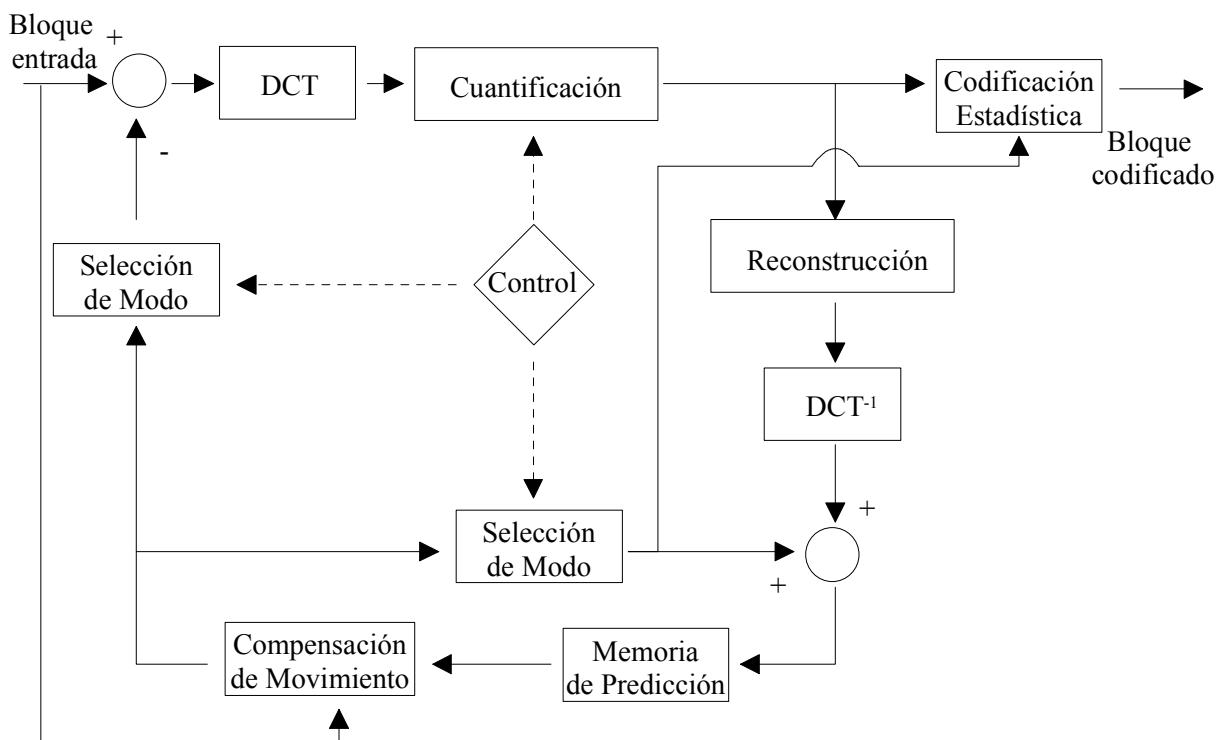 Bloque
entrada
+
DCT
Cuantificación
Codificación
Estadística
Bloque
codificado
-
Selección
de Modo
Control
Reconstrucción
DCT-1
+
Selección
de Modo
+
Compensación
de Movimiento
Memoria
de Predicción